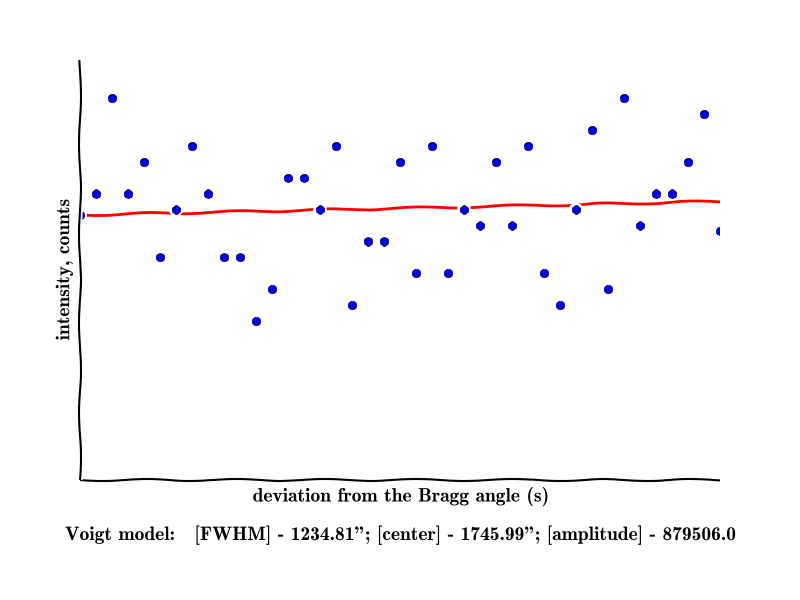 intensity, counts
deviation from the Bragg angle (s)
Voigt model: [FWHM] - 1234.81”; [center] - 1745.99”; [amplitude] - 879506.0